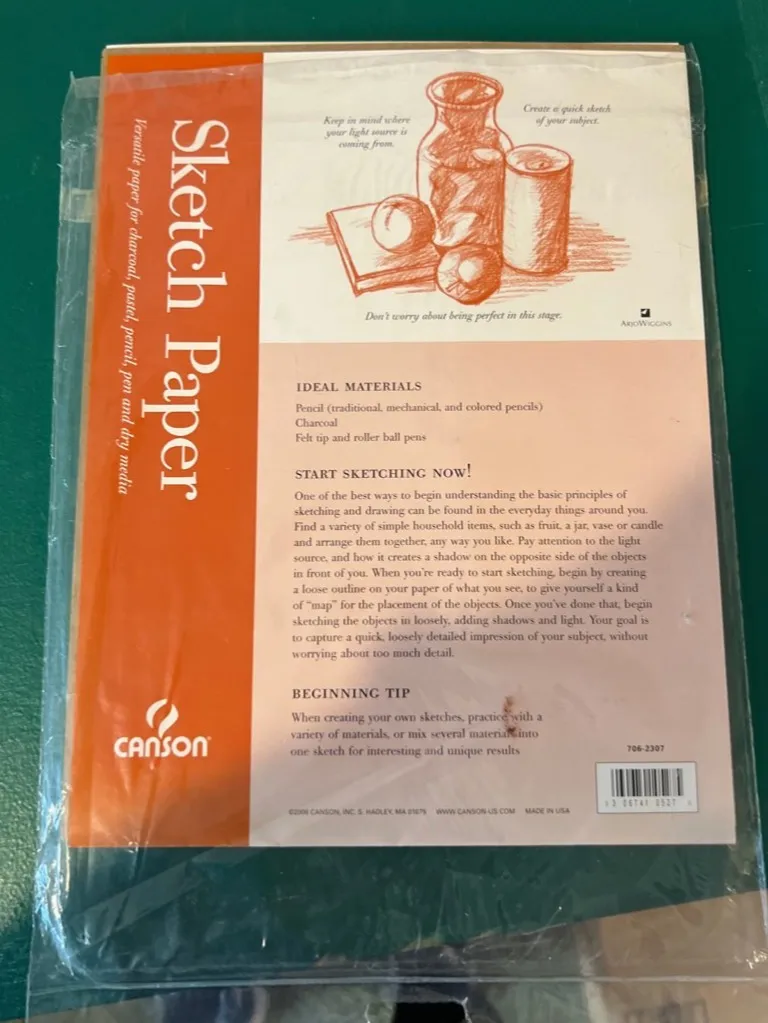 Sketch Paper
Versatile paper for charcoal, pastel, pencil, pen and dry media
Keep in mind where
your light source is
coming from.
Create a quick sketch
of your subject.
Don't worry about being perfect in this stage.
ARJOWIGGINS
IDEAL MATERIALS
Pencil (traditional, mechanical, and colored pencils)
Charcoal
Felt tip and roller ball pens
START SKETCHING NOW!
One of the best ways to begin understanding the basic principles of
sketching and drawing can be found in the everyday things around you.
Find a variety of simple household items, such as fruit, a jar, vase or candle
and arrange them together, any way you like. Pay attention to the light
source, and how it creates a shadow on the opposite side of the objects
in front of you. When you're ready to start sketching, begin by creating
a loose outline on your paper of what you see, to give yourself a kind
of "map" for the placement of the objects. Once you've done that, begin
sketching the objects in loosely, adding shadows and light. Your goal is
to capture a quick, loosely detailed impression of your subject, without
worrying about too much detail.
BEGINNING TIP
When creating your own sketches, practice with a
variety of materials, or mix several materials into
one sketch for interesting and unique results
CANSON
706-2307
©2006 CANSON, INC. S. HADLEY, MA 01075 WWW.CANSON-US.COM MADE IN USA